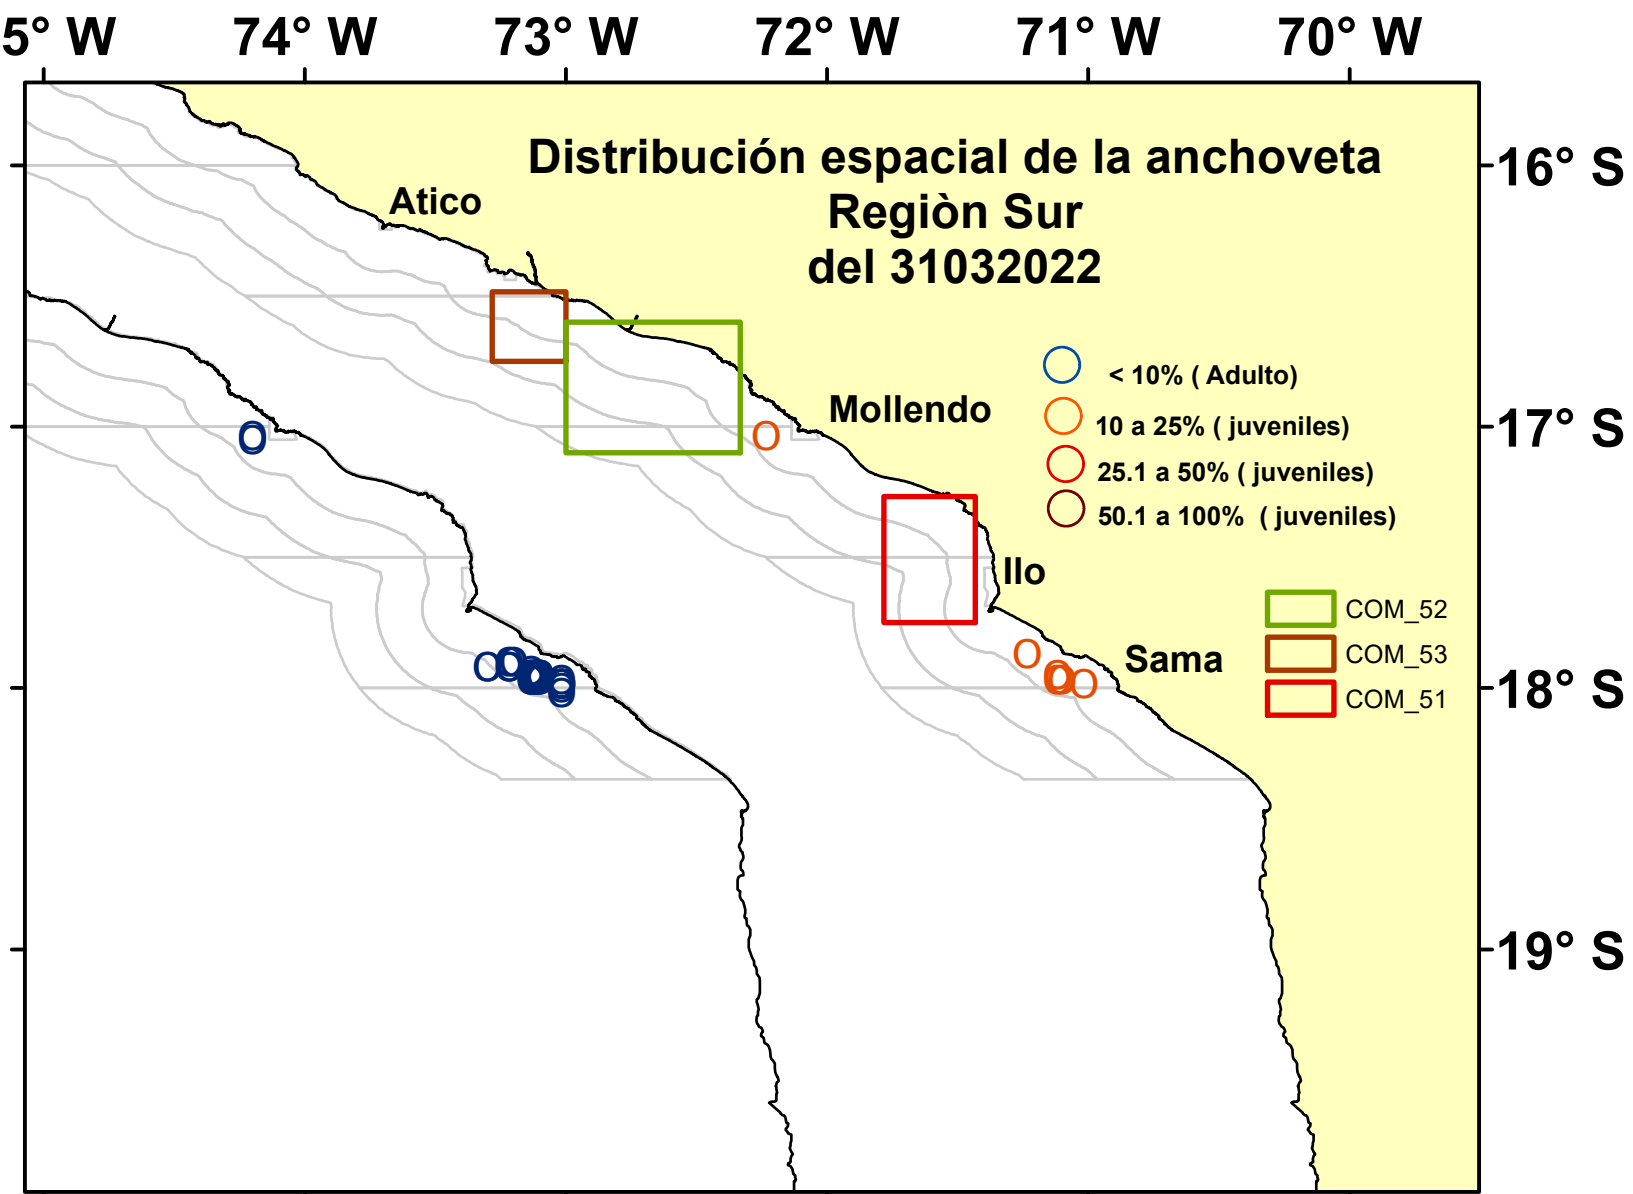 5° W 74° W 73° W 72° W 71° W 70° W
Distribución espacial de la anchoveta
Regiòn Sur
del 31032022
16° S
Atico
< 10% ( Adulto)
Mollendo
10 a 25% ( juveniles)
17° S
25.1 a 50% ( juveniles)
50.1 a 100% ( juveniles)
Ilo
COM_52
Sama
COM_53
18° S
COM_51
19° S